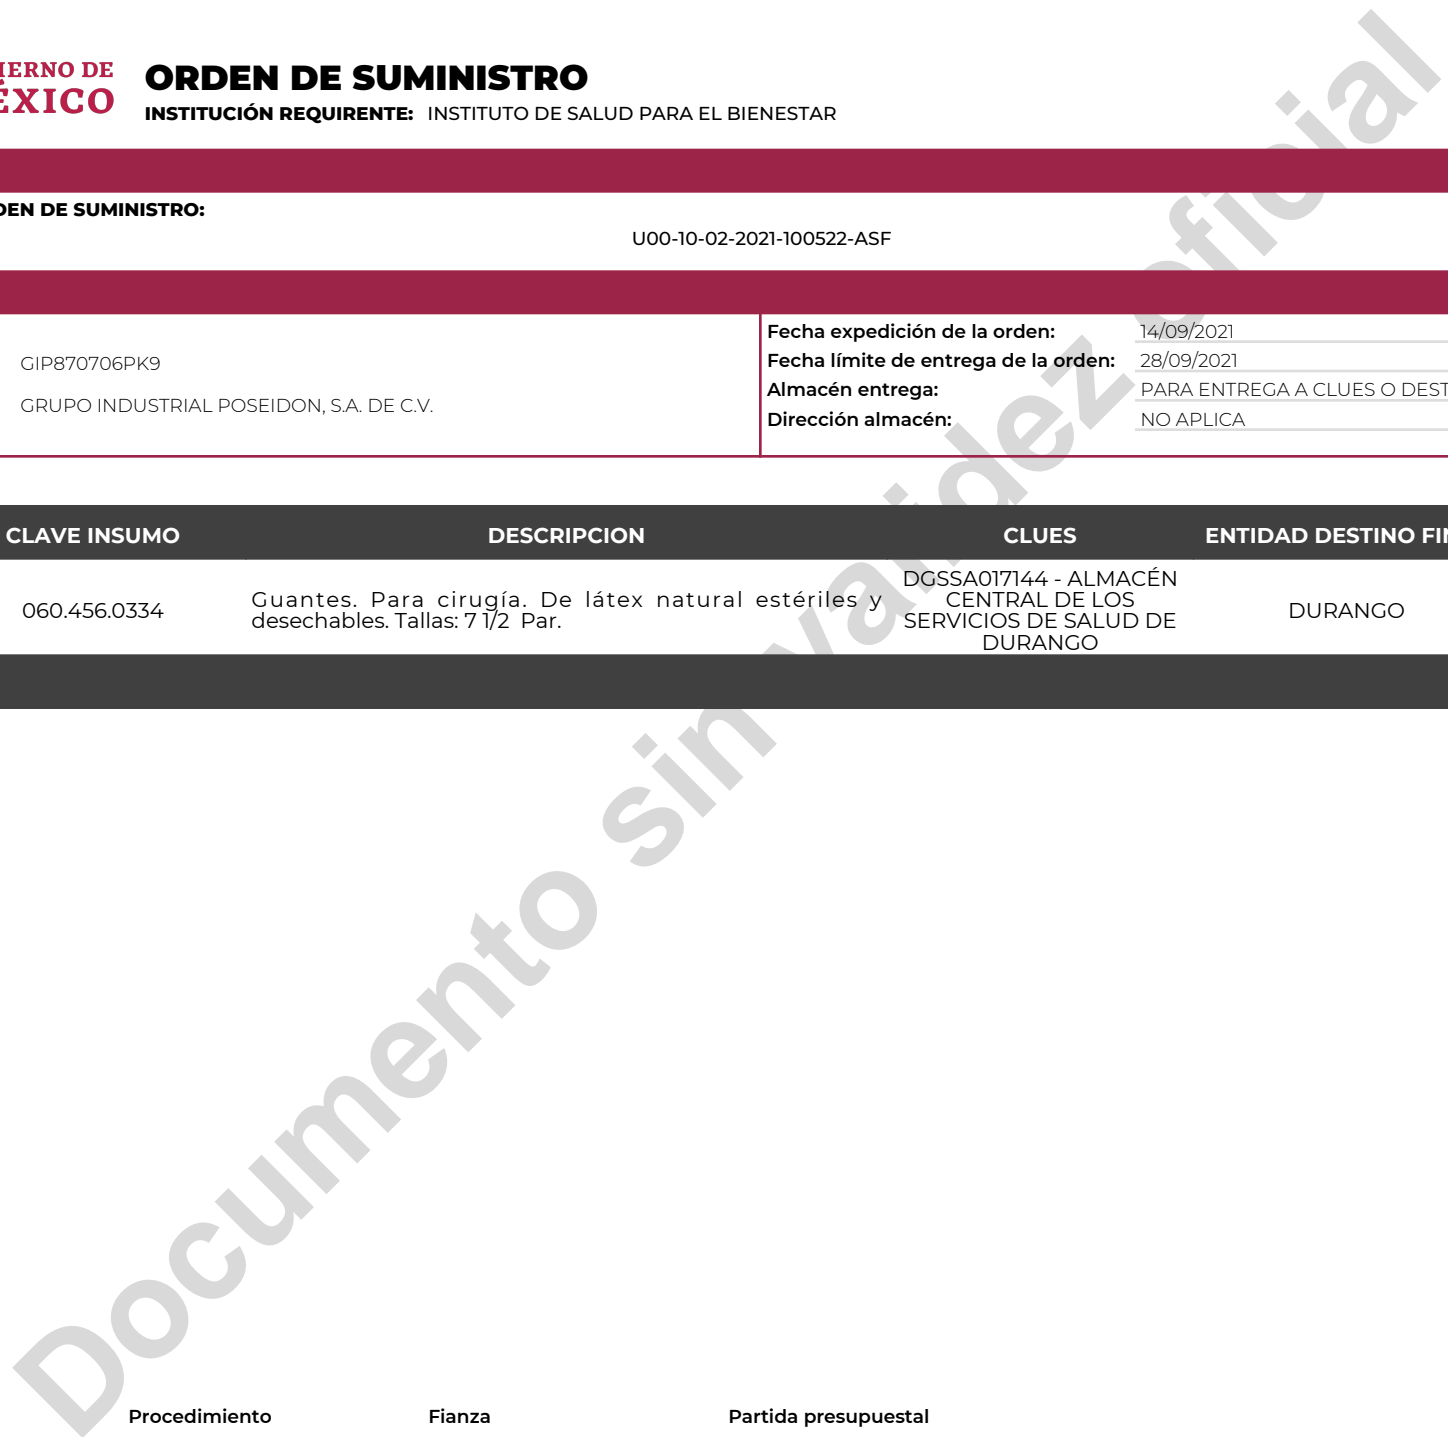 IERNO DE
ÉXICO
ORDEN DE SUMINISTRO
INSTITUCIÓN REQUIRENTE: INSTITUTO DE SALUD PARA EL BIENESTAR
DEN DE SUMINISTRO:
U00-10-02-2021-100522-ASF
GIP870706PK9
GRUPO INDUSTRIAL POSEIDON, S.A. DE C.V.
Fecha expedición de la orden: 14/09/2021
Fecha límite de entrega de la orden: 28/09/2021
Almacén entrega: PARA ENTREGA A CLUES O DEST
Dirección almacén: NO APLICA
CLAVE INSUMO DESCRIPCION CLUES ENTIDAD DESTINO FIN
060.456.0334
Guantes. Para cirugía. De látex natural estériles y
desechables. Tallas: 7 1/2 Par.
DGSSA017144 - ALMACÉN
CENTRAL DE LOS
SERVICIOS DE SALUD DE
DURANGO
DURANGO
Documento sin validez oficial
Procedimiento Fianza Partida presupuestal